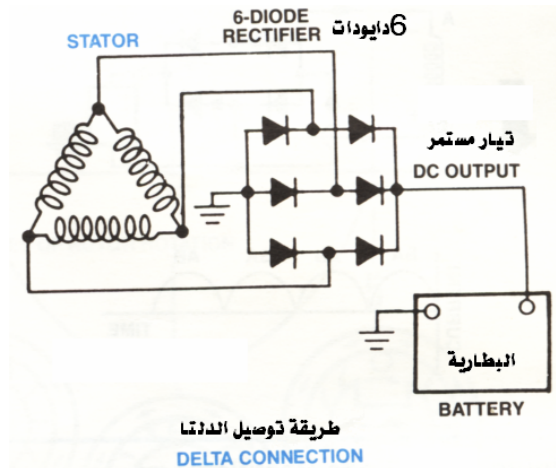 6-DIODE
RECTIFIER
6دايودات
STATOR
تيار مستمر
DC OUTPUT
البطارية
BATTERY
طريقة توصيل الدلتا
DELTA CONNECTION